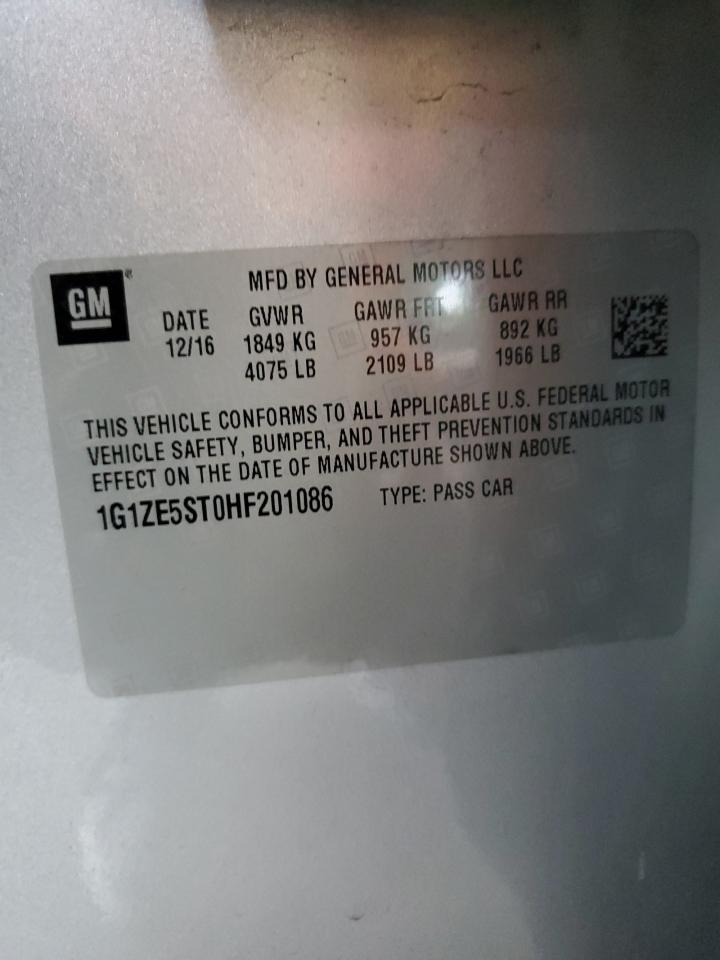 GM
MFD BY GENERAL MOTORS LLC
DATE GVWR GAWR FRT GAWR RR
12/16 1849 KG 957 KG 892 KG
4075 LB 2109 LB 1966 LB
THIS VEHICLE CONFORMS TO ALL APPLICABLE U.S. FEDERAL MOTOR
VEHICLE SAFETY, BUMPER, AND THEFT PREVENTION STANDARDS IN
EFFECT ON THE DATE OF MANUFACTURE SHOWN ABOVE.
1G1ZE5ST0HF201086 TYPE: PASS CAR